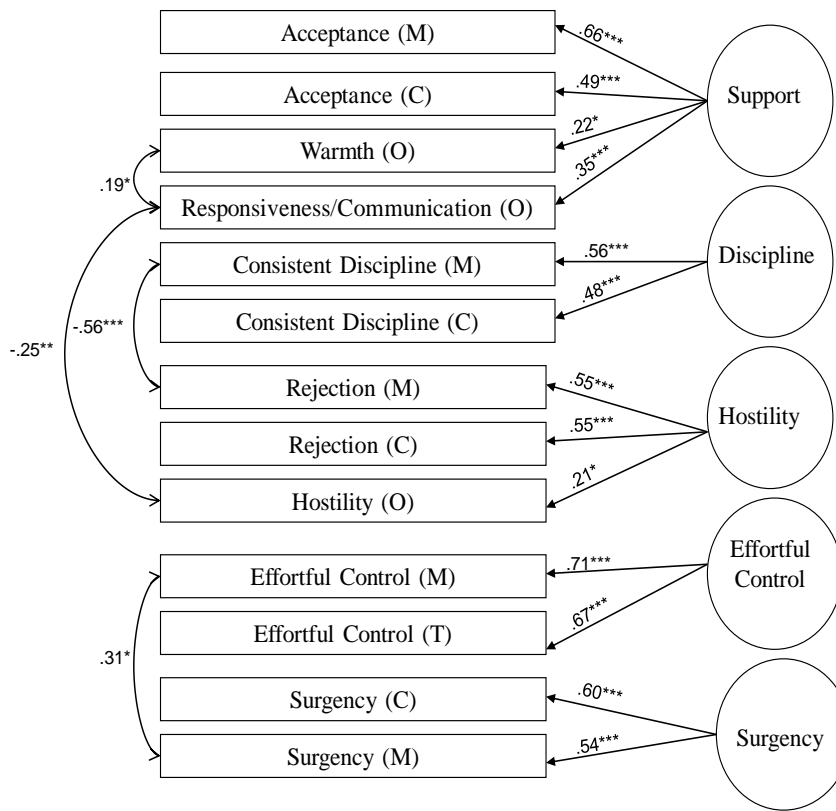 Acceptance (M)
.66***
Support
Acceptance (C)
.49***
Warmth (O)
.22*
.19*
Responsiveness/Communication (O)
.35***
Consistent Discipline (M)
.56***
Discipline
Consistent Discipline (C)
.48***
-.56***
-.25**
Rejection (M)
.55***
Hostility
Rejection (C)
.55***
Hostility (O)
.21*
Effortful Control (M)
.71***
Effortful
Control
Effortful Control (T)
.67***
.31*
Surgency (C)
.60***
Surgency
Surgency (M)
.54***